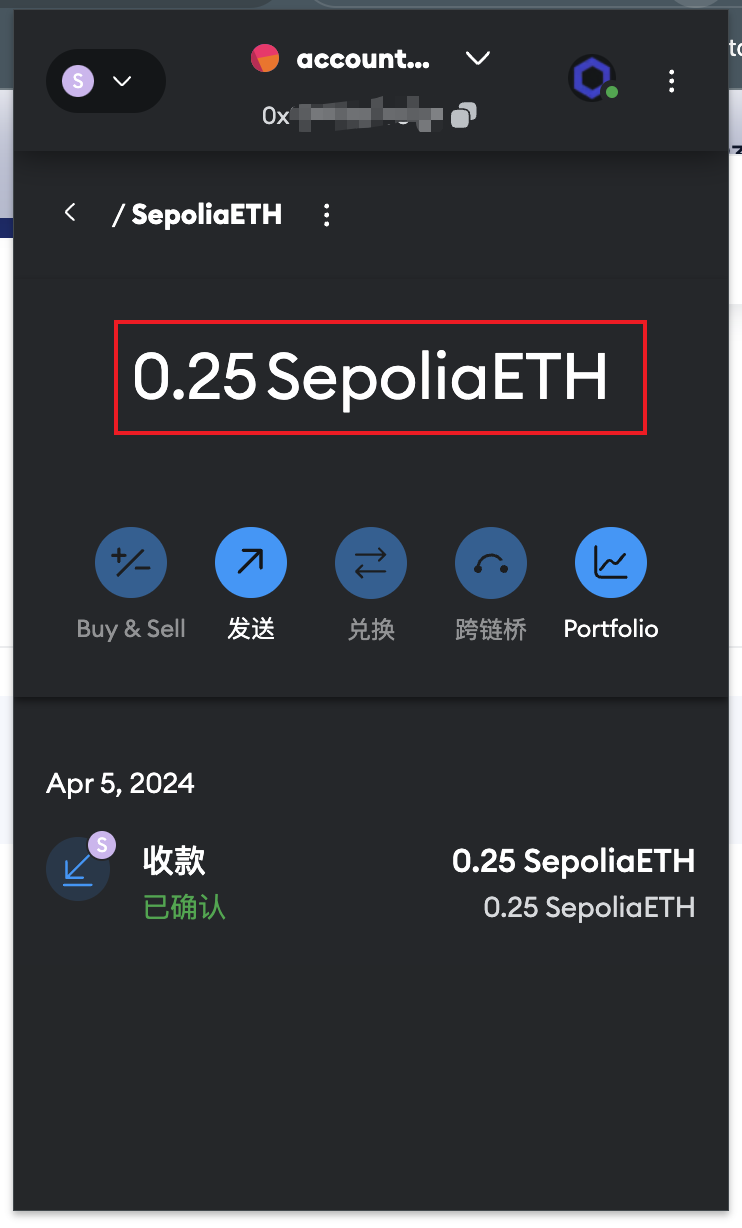 S
account...
0x
/ SepoliaETH
0.25 SepoliaETH
Buy & Sell 发送 兑换 跨链桥 Portfolio
Apr 5, 2024
S
收款 0.25 SepoliaETH
已确认 0.25 SepoliaETH